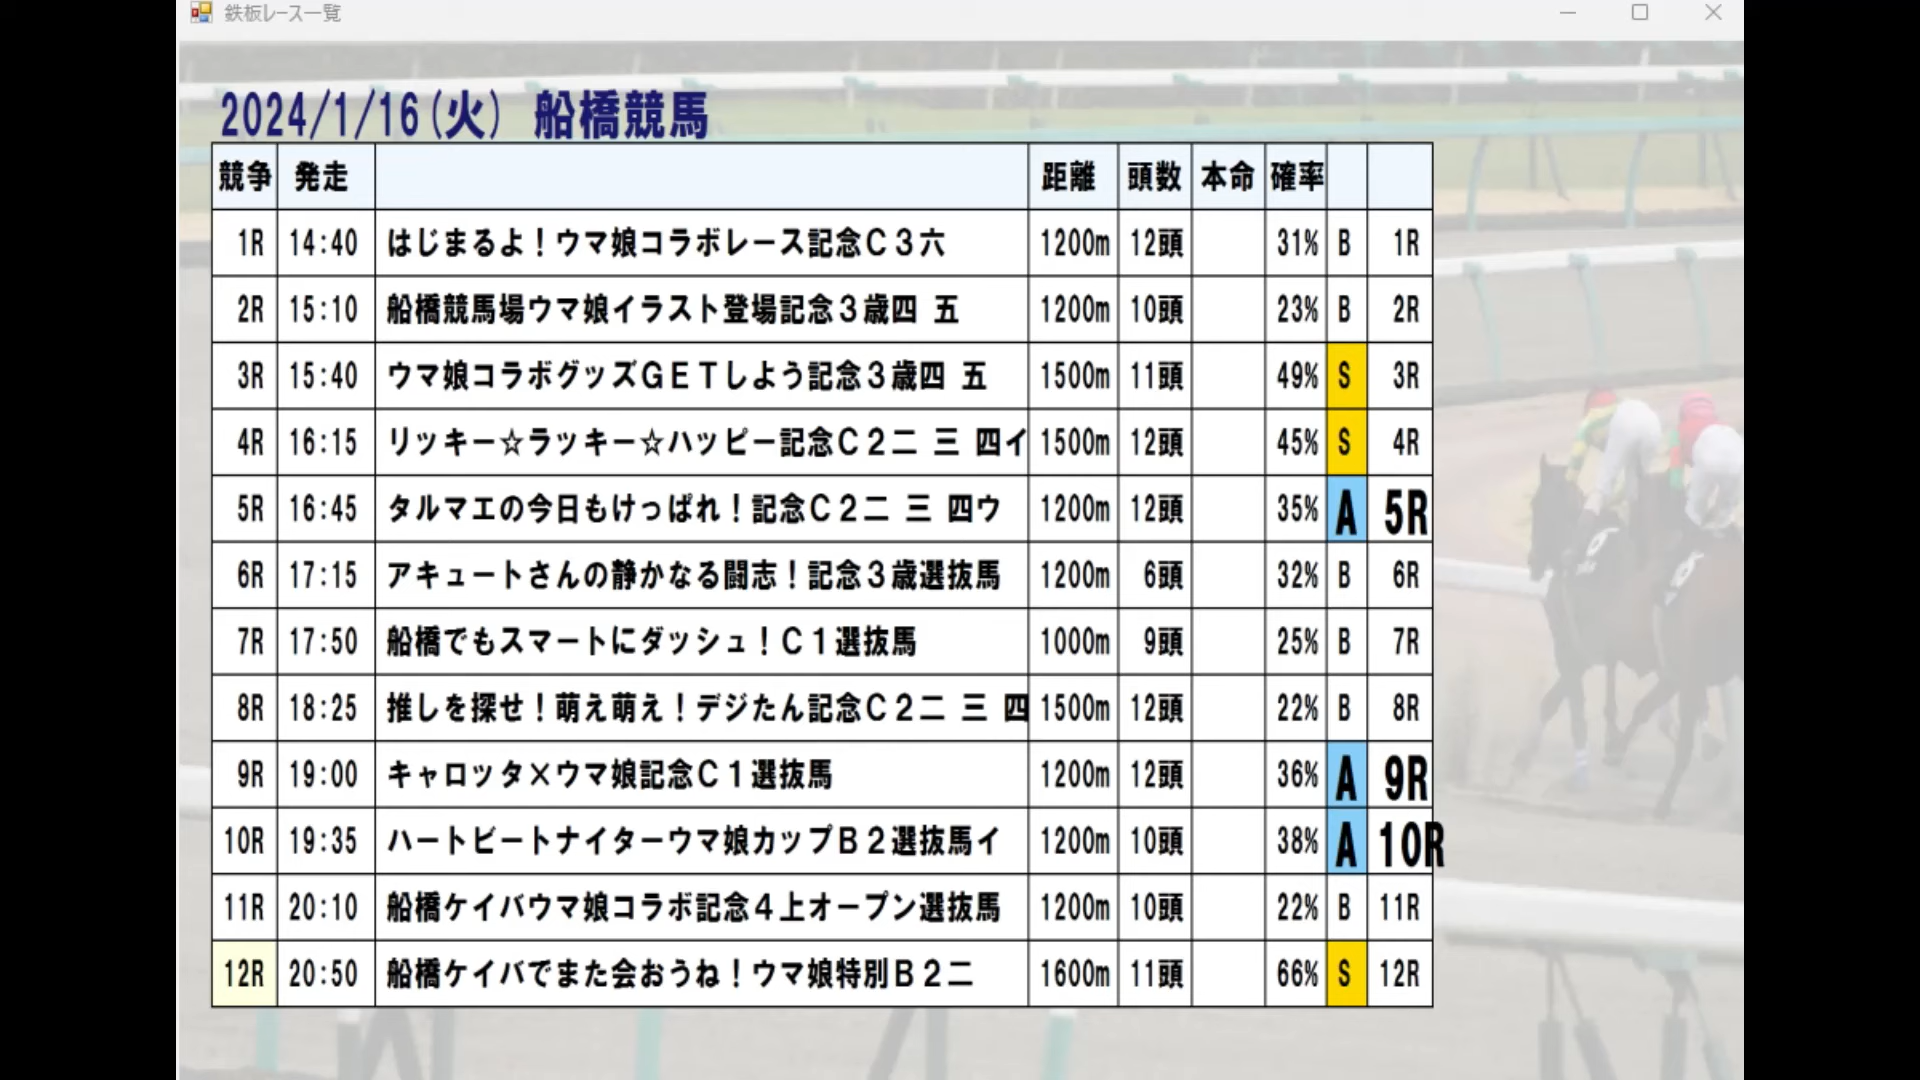 鉄板レース一覧
2024/1/16(火) 船橋競馬
競争 発走 距離 頭数 本命 確率
1R 14:40 はじまるよ！ウマ娘コラボレース記念Ｃ３六 1200m 12頭 31% B 1R
2R 15:10 船橋競馬場ウマ娘イラスト登場記念３歳四 五 1200m 10頭 23% B 2R
3R 15:40 ウマ娘コラボグッズＧＥＴしよう記念３歳四 五 1500m 11頭 49% S 3R
4R 16:15 リッキー☆ラッキー☆ハッピー記念Ｃ２二 三 四イ 1500m 12頭 45% S 4R
5R 16:45 タルマエの今日もけっぱれ！記念Ｃ２二 三 四ウ 1200m 12頭 35% A 5R
6R 17:15 アキュートさんの静かなる闘志！記念３歳選抜馬 1200m 6頭 32% B 6R
7R 17:50 船橋でもスマートにダッシュ！Ｃ１選抜馬 1000m 9頭 25% B 7R
8R 18:25 推しを探せ！萌え萌え！デジたん記念Ｃ２二 三 四 1500m 12頭 22% B 8R
9R 19:00 キャロッタ×ウマ娘記念Ｃ１選抜馬 1200m 12頭 36% A 9R
10R 19:35 ハートビートナイターウマ娘カップＢ２選抜馬イ 1200m 10頭 38% A 10R
11R 20:10 船橋ケイバウマ娘コラボ記念４上オープン選抜馬 1200m 10頭 22% B 11R
12R 20:50 船橋ケイバでまた会おうね！ウマ娘特別Ｂ２二 1600m 11頭 66% S 12R